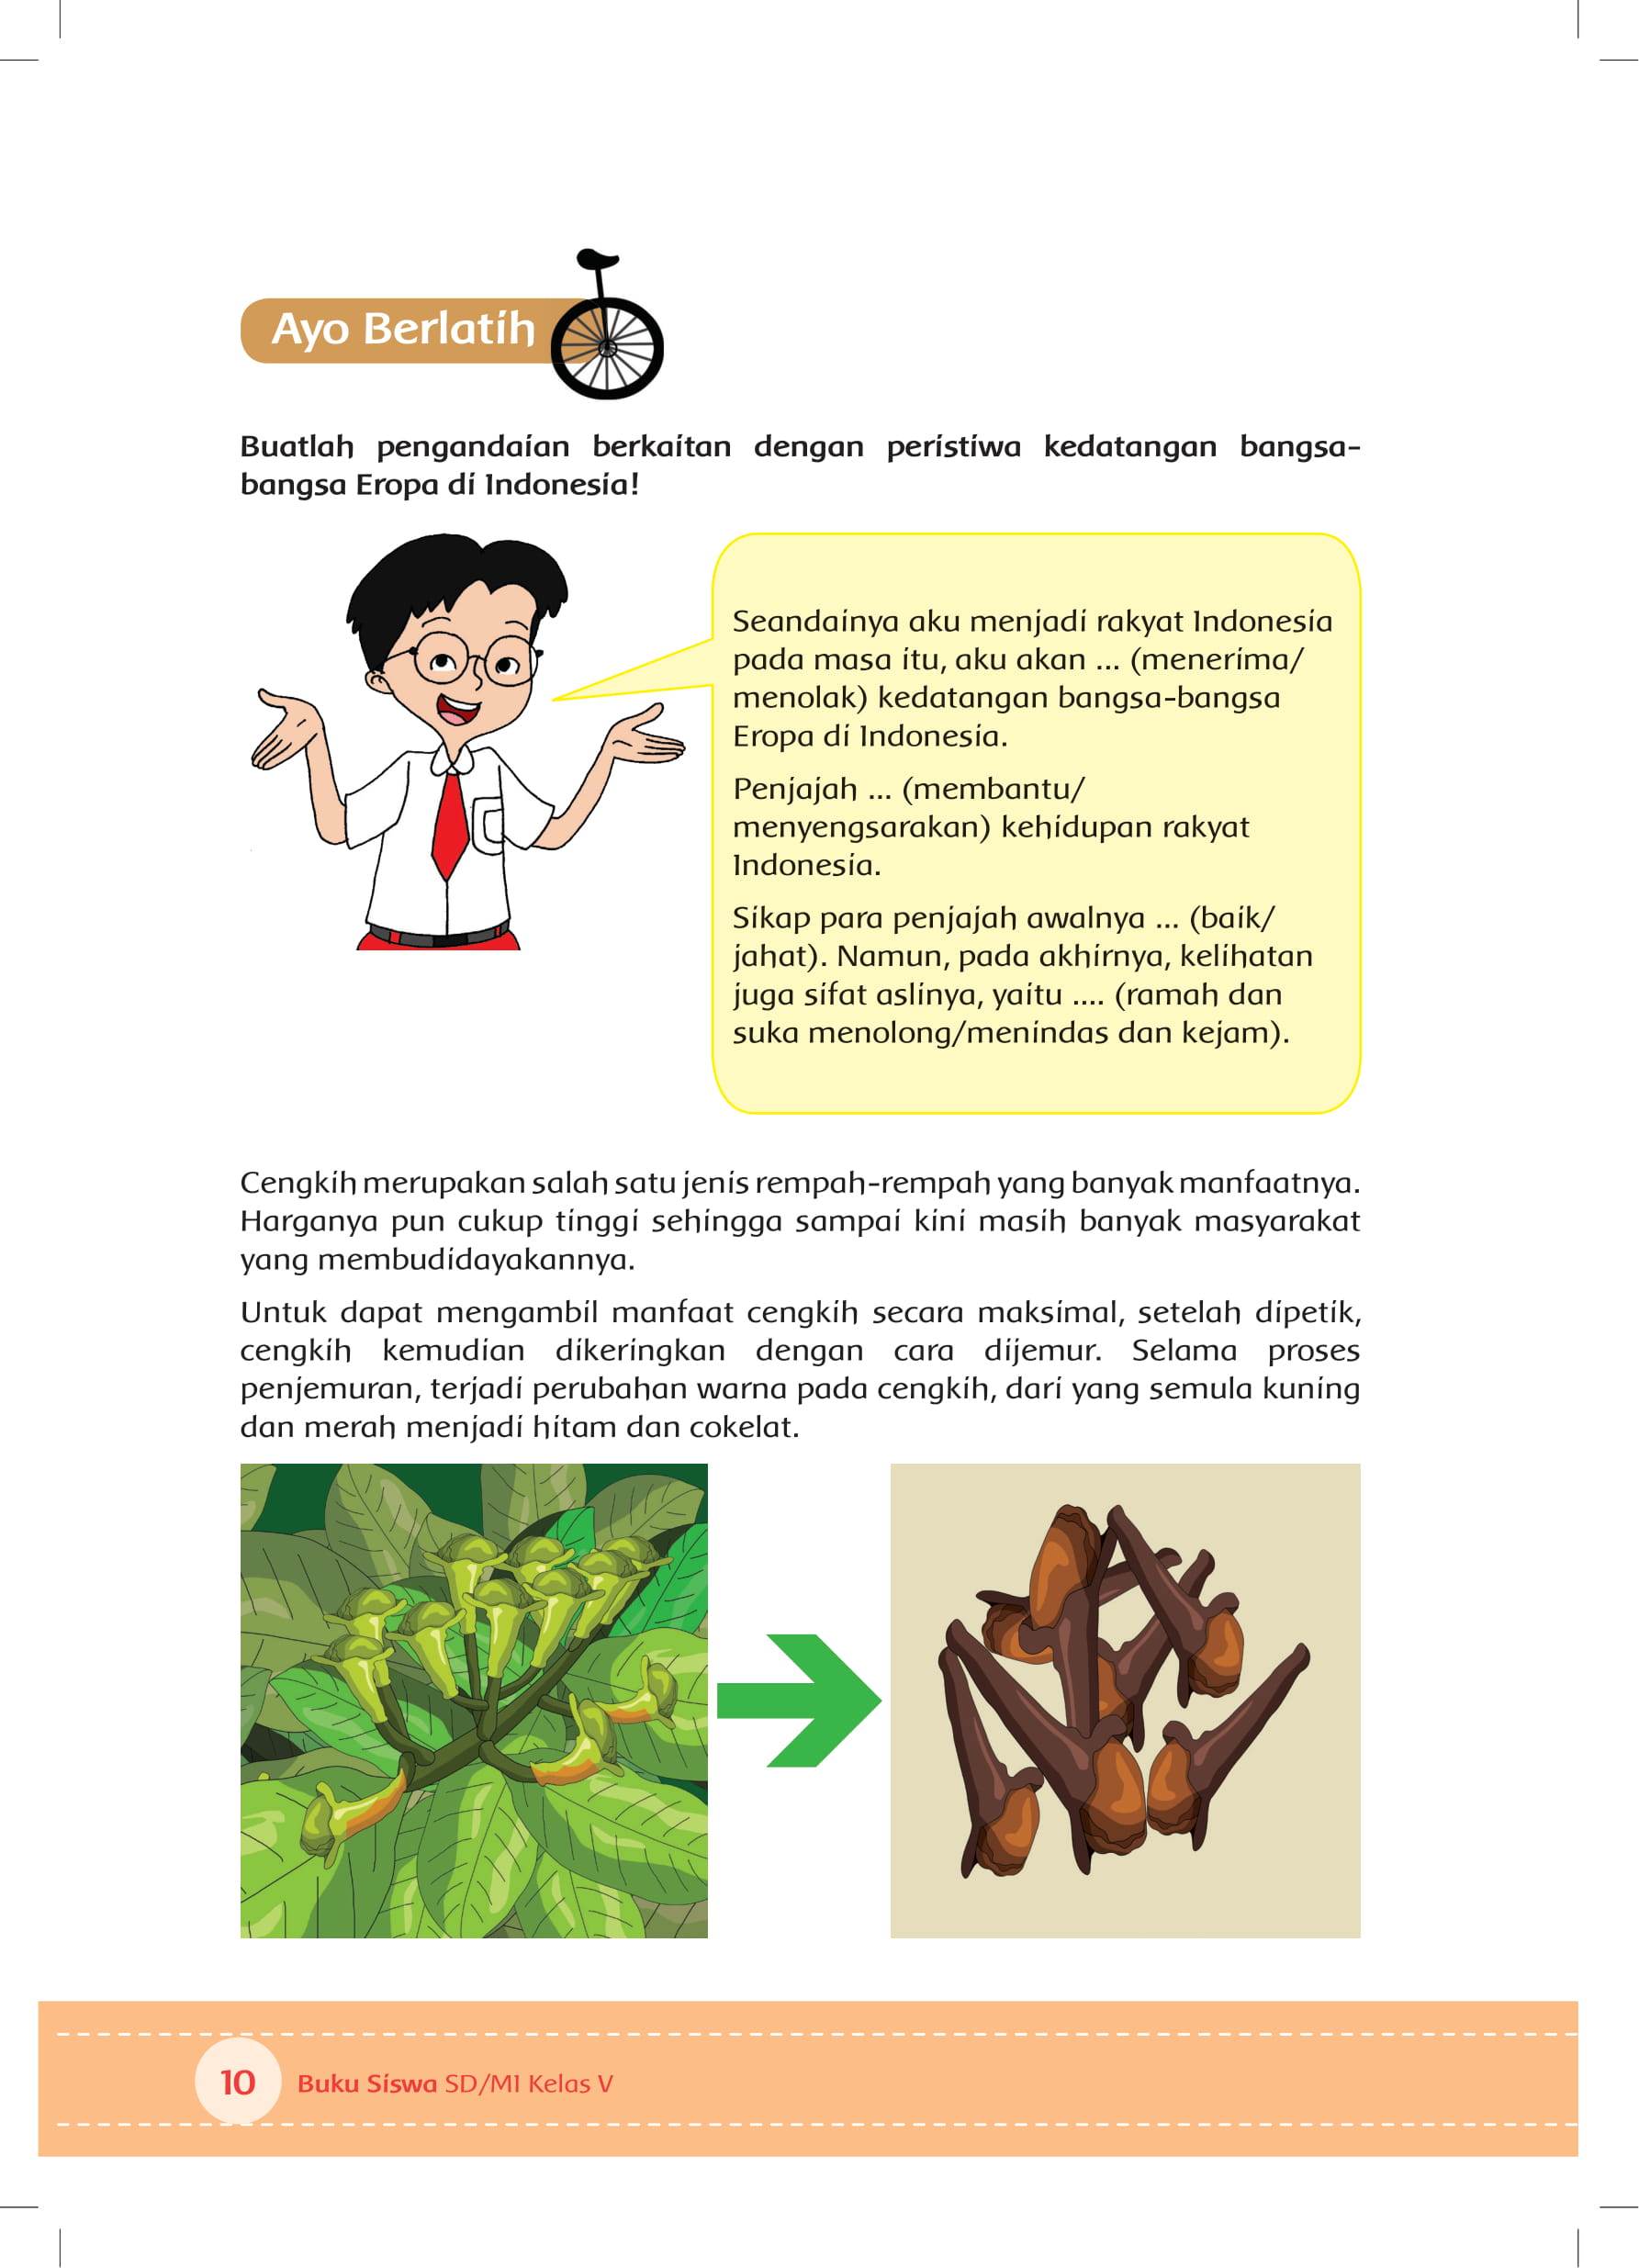 Ayo Berlatih
Buatlah pengandaian berkaitan dengan peristiwa kedatangan bangsa-
bangsa Eropa di Indonesia!
Seandainya aku menjadi rakyat Indonesia
pada masa itu, aku akan ... (menerima/
menolak) kedatangan bangsa-bangsa
Eropa di Indonesia.
Penjajah ... (membantu/
menyengsarakan) kehidupan rakyat
Indonesia.
Sikap para penjajah awalnya ... (baik/
jahat). Namun, pada akhirnya, kelihatan
juga sifat aslinya, yaitu .... (ramah dan
suka menolong/menindas dan kejam).
Cengkih merupakan salah satu jenis rempah-rempah yang banyak manfaatnya.
Harganya pun cukup tinggi sehingga sampai kini masih banyak masyarakat
yang membudidayakannya.
Untuk dapat mengambil manfaat cengkih secara maksimal, setelah dipetik,
cengkih kemudian dikeringkan dengan cara dijemur. Selama proses
penjemuran, terjadi perubahan warna pada cengkih, dari yang semula kuning
dan merah menjadi hitam dan cokelat.
10 Buku Siswa SD/MI Kelas V